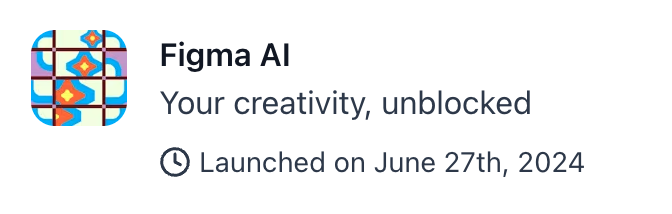 Figma AI
Your creativity, unblocked
Launched on June 27th, 2024